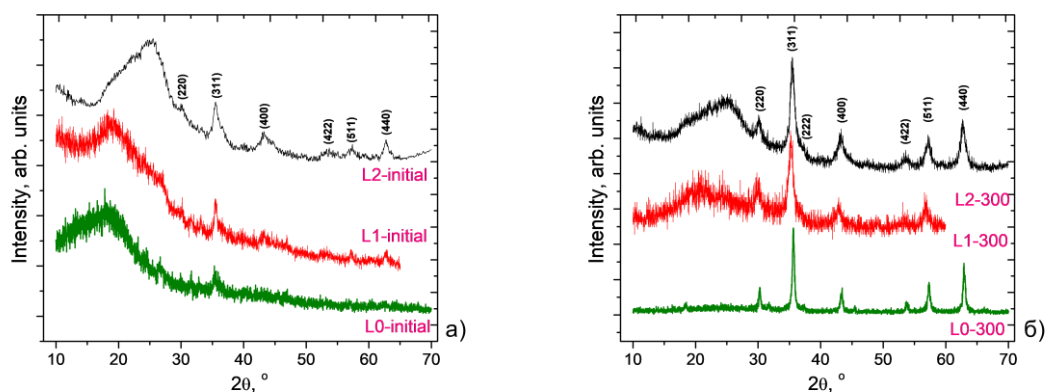 Intensity, arb. units
(220)
(311)
(400)
(422)
(511)
(440)
L2-initial
L1-initial
L0-initial
10 20 30 40 50 60 70
2θ, °
а)
Intensity, arb. units
(220)
(311)
(222)
(400)
(422)
(511)
(440)
L2-300
L1-300
L0-300
10 20 30 40 50 60 70
2θ, °
б)